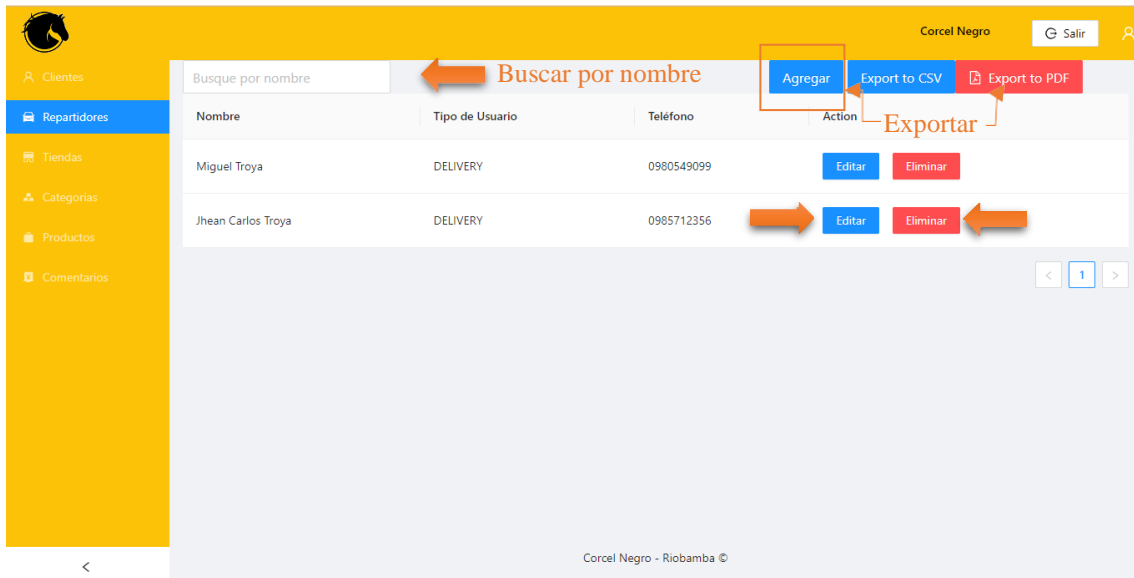 Corcel Negro Salir
Clientes
Busque por nombre Buscar por nombre Agregar Export to CSV Export to PDF
Repartidores
Nombre Tipo de Usuario Teléfono Action
Exportar
Tiendas
Miguel Troya DELIVERY 0980549099 Editar Eliminar
Categorias
Jhean Carlos Troya DELIVERY 0985712356 Editar Eliminar
Productos
Comentarios
< 1 >
Corcel Negro - Riobamba ©
<